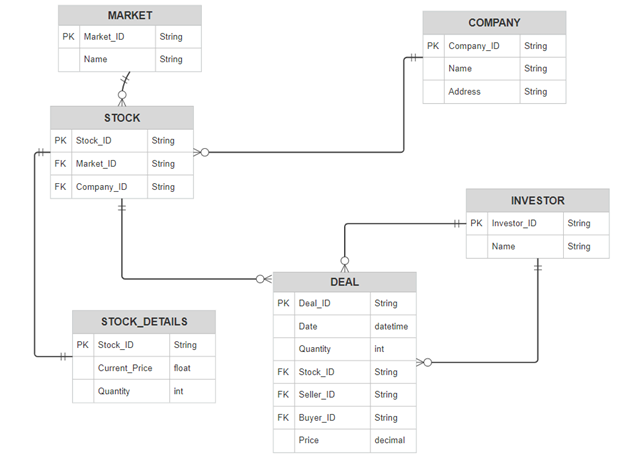 MARKET
PK Market_ID String
Name String
COMPANY
PK Company_ID String
Name String
Address String
STOCK
PK Stock_ID String
FK Market_ID String
FK Company_ID String
INVESTOR
PK Investor_ID String
Name String
DEAL
PK Deal_ID String
Date datetime
Quantity int
FK Stock_ID String
FK Seller_ID String
FK Buyer_ID String
Price decimal
STOCK_DETAILS
PK Stock_ID String
Current_Price float
Quantity int